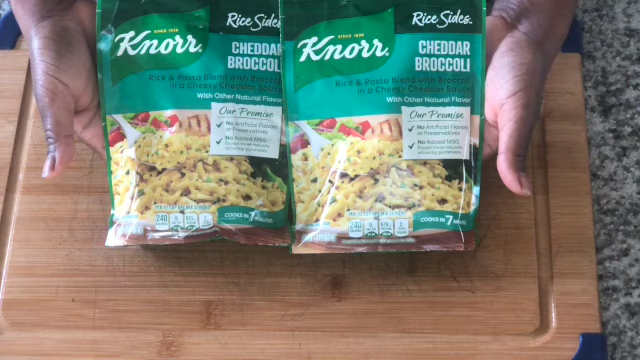 Rice Sides
SINCE 1838
Knorr
CHEDDAR
BROCCOLI
Rice & Pasta Blend with Broccoli
in a Cheesy Cheddar Sauce
With Other Natural Flavor
Our Promise
No Artificial Flavors
or Preservatives
No Added MSG
240
COOKS IN 7 MINUTES
Rice Sides
SINCE 1838
Knorr
CHEDDAR
BROCCOLI
Rice & Pasta Blend with Broccoli
in a Cheesy Cheddar Sauce
With Other Natural Flavor
Our Promise
No Artificial Flavors
or Preservatives
No Added MSG
240
COOKS IN 7 MINUTES